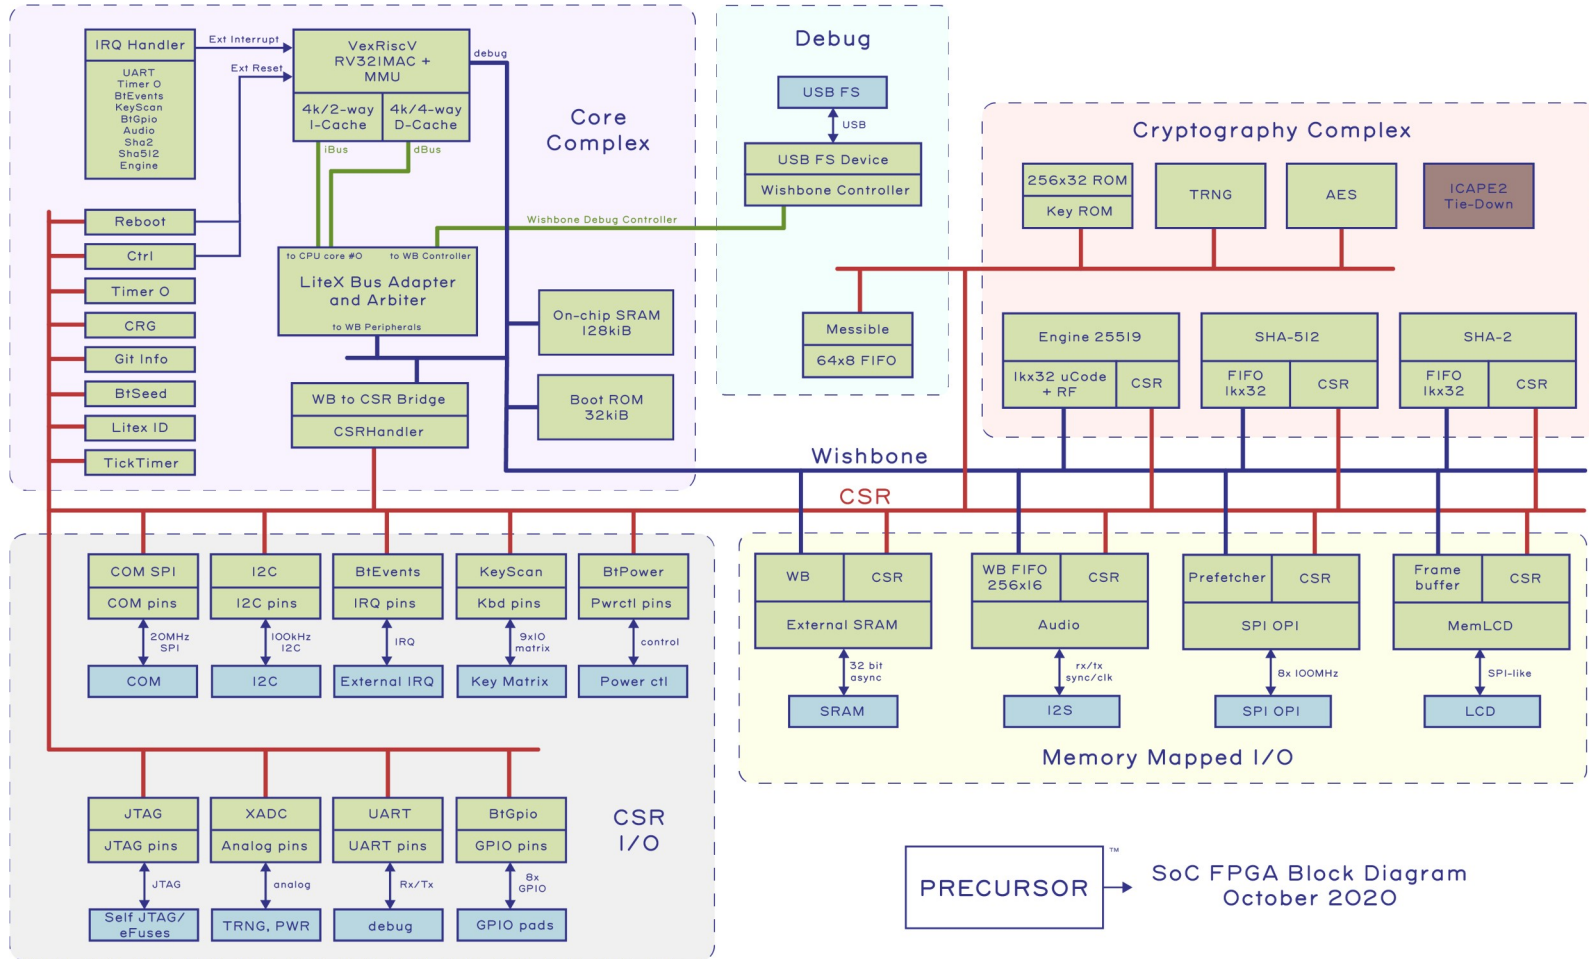 IRQ Handler
UART
Timer 0
BtEvents
KeyScan
BtGpio
Audio
Sha2
Sha512
Engine
Ext Interrupt
Ext Reset
VexRiscV
RV32IMAC +
MMU
4k/2-way
I-Cache
4k/4-way
D-Cache
debug
iBus
dBus
Core
Complex
Reboot
Ctrl
Timer 0
CRG
Git Info
BtSeed
Litex ID
TickTimer
to CPU core #0
to WB Controller
LiteX Bus Adapter
and Arbiter
to WB Peripherals
WB to CSR Bridge
CSRHandler
On-chip SRAM
128kiB
Boot ROM
32kiB
Wishbone Debug Controller
Debug
USB FS
USB
USB FS Device
Wishbone Controller
Messible
64x8 FIFO
Cryptography Complex
256x32 ROM
Key ROM
TRNG
AES
ICAPE2
Tie-Down
Engine 25519
1kx32 uCode
+ RF
CSR
SHA-512
FIFO
1kx32
CSR
SHA-2
FIFO
1kx32
CSR
Wishbone
CSR
COM SPI
COM pins
20MHz
SPI
COM
I2C
I2C pins
100kHz
I2C
I2C
BtEvents
IRQ pins
IRQ
External IRQ
KeyScan
Kbd pins
9x10
matrix
Key Matrix
BtPower
Pwrctl pins
control
Power ctl
JTAG
JTAG pins
JTAG
Self JTAG/
eFuses
XADC
Analog pins
analog
TRNG, PWR
UART
UART pins
Rx/Tx
debug
BtGpio
GPIO pins
8x
GPIO
GPIO pads
CSR
I/O
WB
CSR
External SRAM
32 bit
async
SRAM
WB FIFO
256x16
CSR
Audio
rx/tx
sync/clk
I2S
Prefetcher
CSR
SPI OPI
8x 100MHz
SPI OPI
Frame
buffer
CSR
MemLCD
SPI-like
LCD
Memory Mapped I/O
PRECURSOR
™
SoC FPGA Block Diagram
October 2020